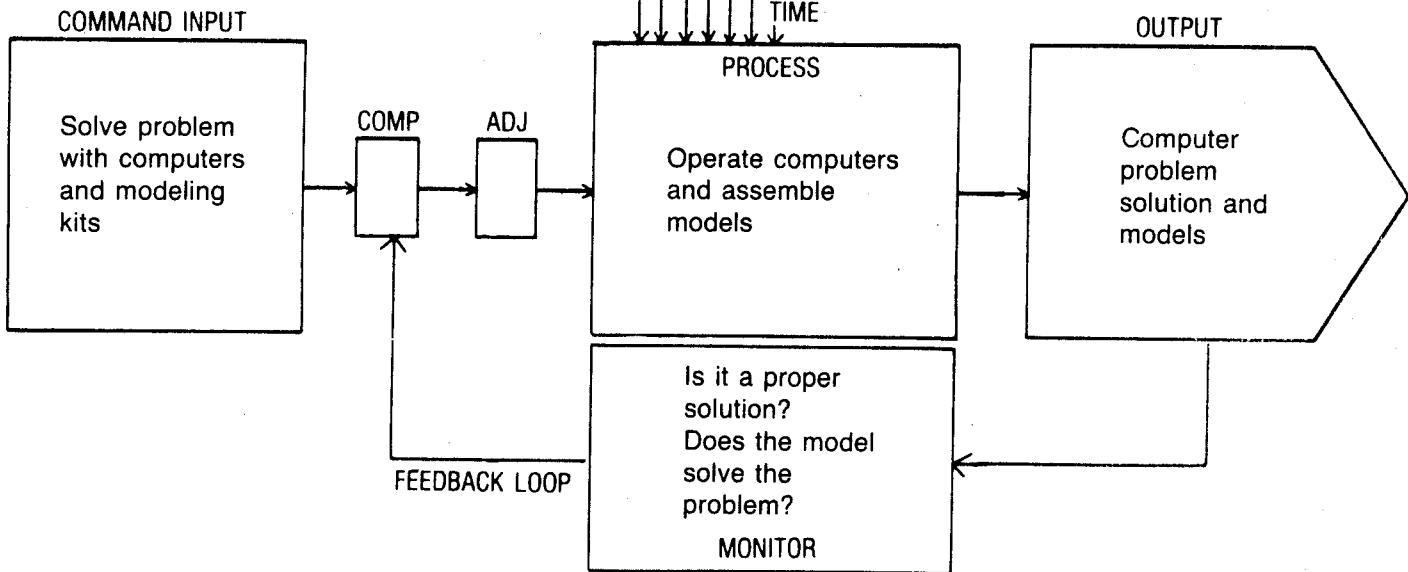 COMMAND INPUT
Solve problem
with computers
and modeling
kits
COMP
ADJ
TIME
PROCESS
Operate computers
and assemble
models
OUTPUT
Computer
problem
solution and
models
Is it a proper
solution?
Does the model
solve the
problem?
MONITOR
FEEDBACK LOOP